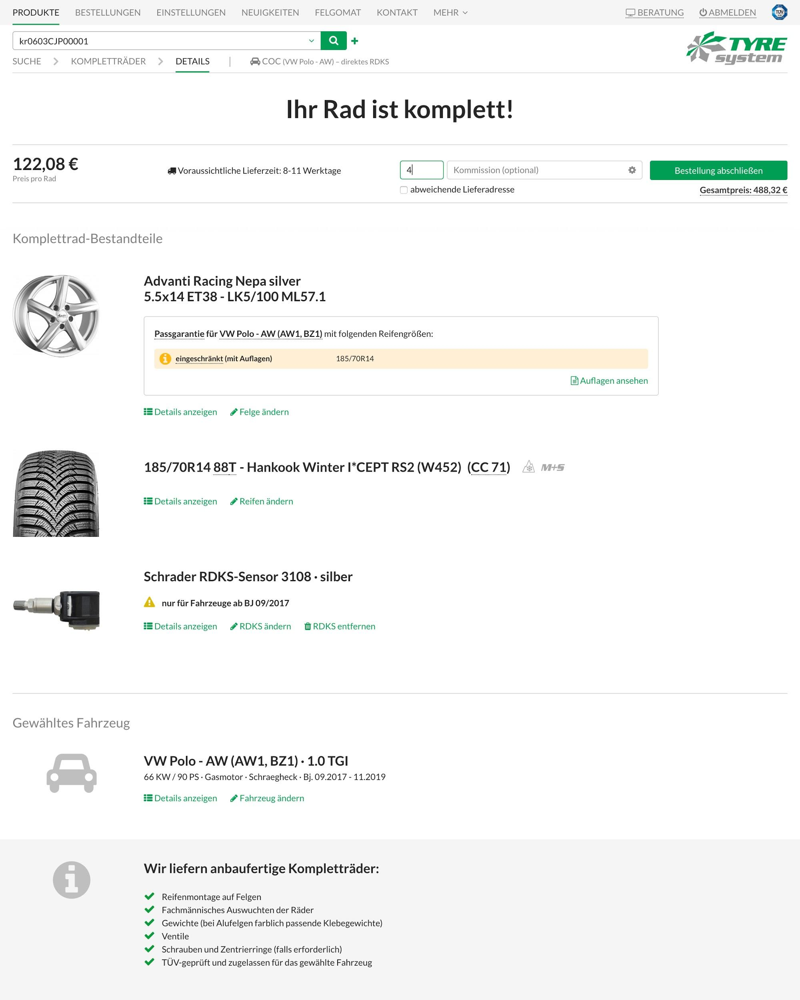 PRODUKTE BESTELLUNGEN EINSTELLUNGEN NEUIGKEITEN FELGOMAT KONTAKT MEHR BERATUNG ABMELDEN
TÜV
kr0603CJP00001
TYRE
system
SUCHE KOMPLETTRÄDER DETAILS | COC (VW Polo - AW) – direktes RDKS
Ihr Rad ist komplett!
122,08 €
Preis pro Rad
Voraussichtliche Lieferzeit: 8-11 Werktage
4
Kommission (optional)
Bestellung abschließen
abweichende Lieferadresse
Gesamtpreis: 488,32 €
Komplettrad-Bestandteile
Advanti Racing Nepa silver
5.5x14 ET38 - LK5/100 ML57.1
Passgarantie für VW Polo - AW (AW1, BZ1) mit folgenden Reifengrößen:
eingeschränkt (mit Auflagen) 185/70R14
Auflagen ansehen
Details anzeigen Felge ändern
185/70R14 88T - Hankook Winter I*CEPT RS2 (W452) (CC 71) M+S
Details anzeigen Reifen ändern
Schrader RDKS-Sensor 3108 · silber
nur für Fahrzeuge ab BJ 09/2017
Details anzeigen RDKS ändern RDKS entfernen
Gewähltes Fahrzeug
VW Polo - AW (AW1, BZ1) · 1.0 TGI
66 KW / 90 PS · Gasmotor · Schraegheck · Bj. 09.2017 - 11.2019
Details anzeigen Fahrzeug ändern
Wir liefern anbaufertige Kompletträder:
Reifenmontage auf Felgen
Fachmännisches Auswuchten der Räder
Gewichte (bei Alufelgen farblich passende Klebegewichte)
Ventile
Schrauben und Zentrierringe (falls erforderlich)
TÜV-geprüft und zugelassen für das gewählte Fahrzeug